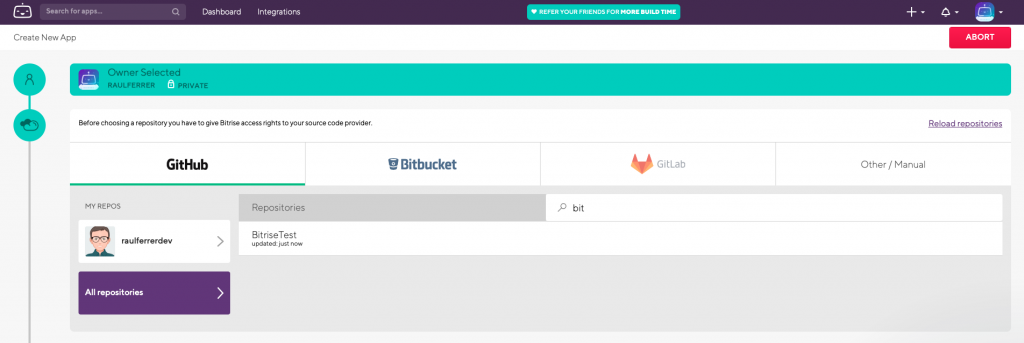 Search for apps...
Dashboard
Integrations
REFER YOUR FRIENDS FOR MORE BUILD TIME
Create New App
ABORT
Owner Selected
RAULFERRER
PRIVATE
Before choosing a repository you have to give Bitrise access rights to your source code provider.
Reload repositories
GitHub
Bitbucket
GitLab
Other / Manual
MY REPOS
Repositories
bit
raulferrerdev
BitriseTest
updated: just now
All repositories